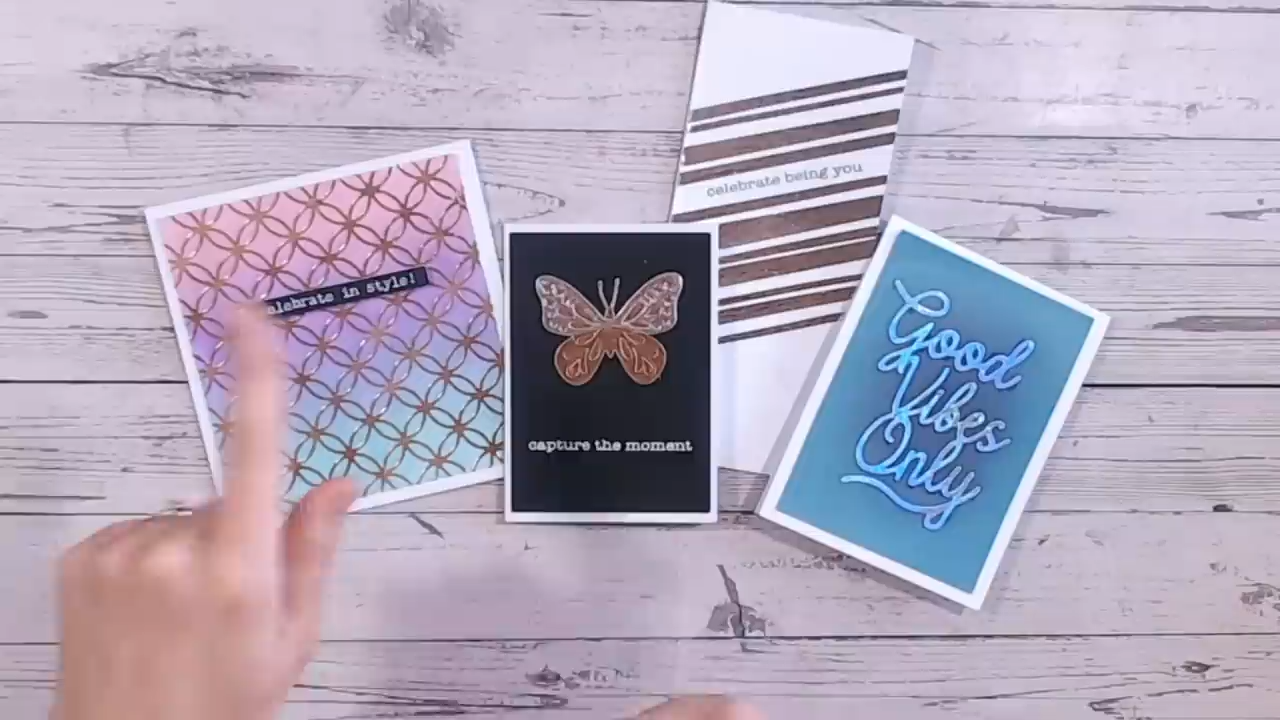 celebrate in style!
capture the moment
celebrate being you
Good
Vibes
Only